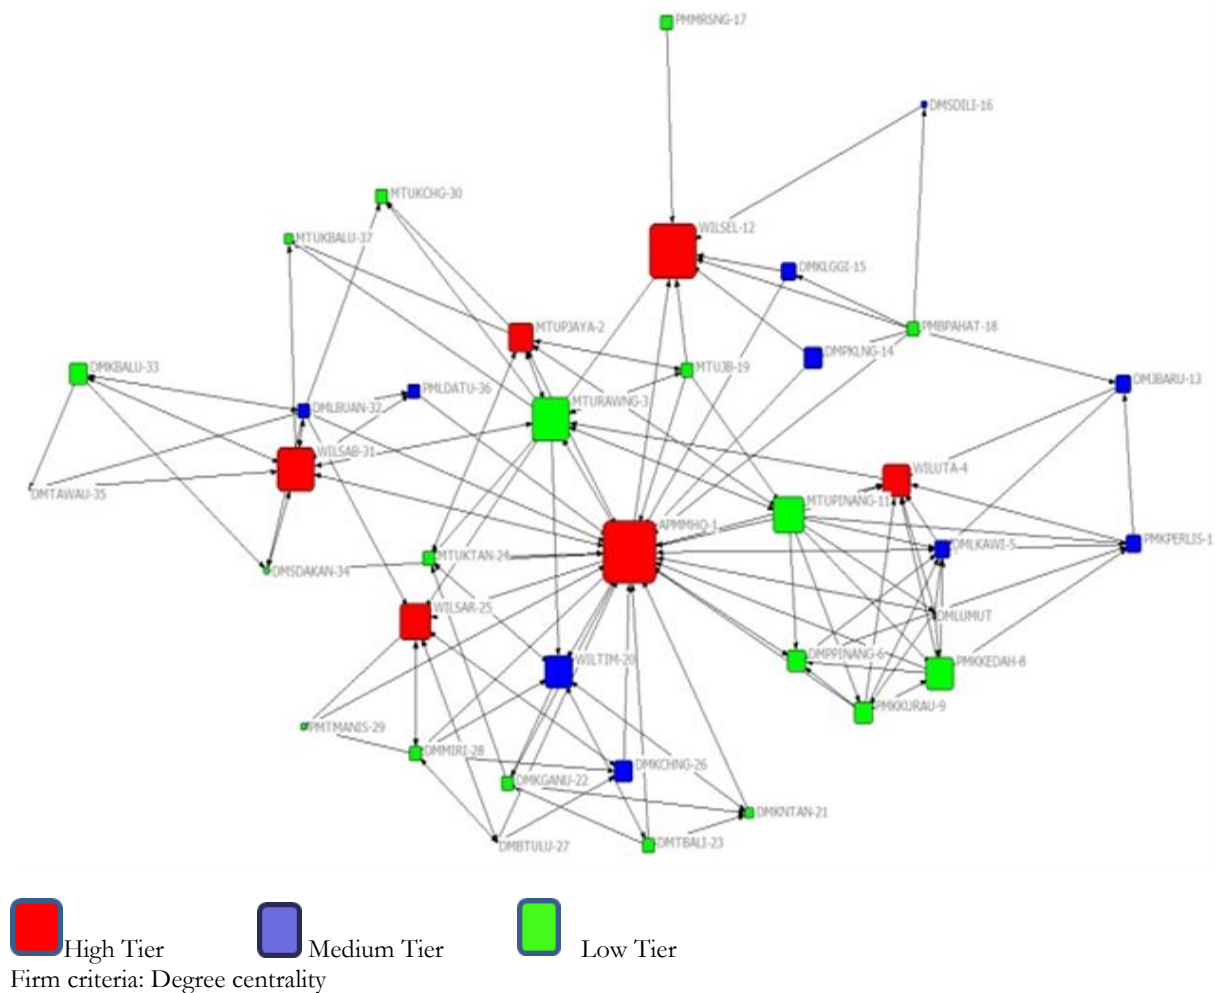 PMMRSNG-17
DMSDILI-16
MTUKCHG-30
WILSEL-12
MTUKBALU-37
DMKLGGI-15
MTUPJAYA-2
PMBPAHAT-18
DMPKLNG-14
DMKBALU-33
MTUJB-19
DMJBARU-13
PMLDATU-36
MTURAWNG-3
DMLBUAN-32
WILSAB-31
WILUTA-4
DMTAWAU-35
MTUPINANG-11
APMMHQ-1
PMKPERLIS-1
DMLKAWI-5
MTUKTAN-24
DMSDAKAN-34
WILSAR-25
DMLUMUT
DMPPINANG-6
WILTIM-20
PMKKEDAH-8
PMKKURAU-9
PMTMANIS-29
DMMIRI-28
DMKCHNG-26
DMKGANU-22
DMKNTAN-21
DMBTULU-27
DMTBALI-23
High Tier
Medium Tier
Low Tier
Firm criteria: Degree centrality